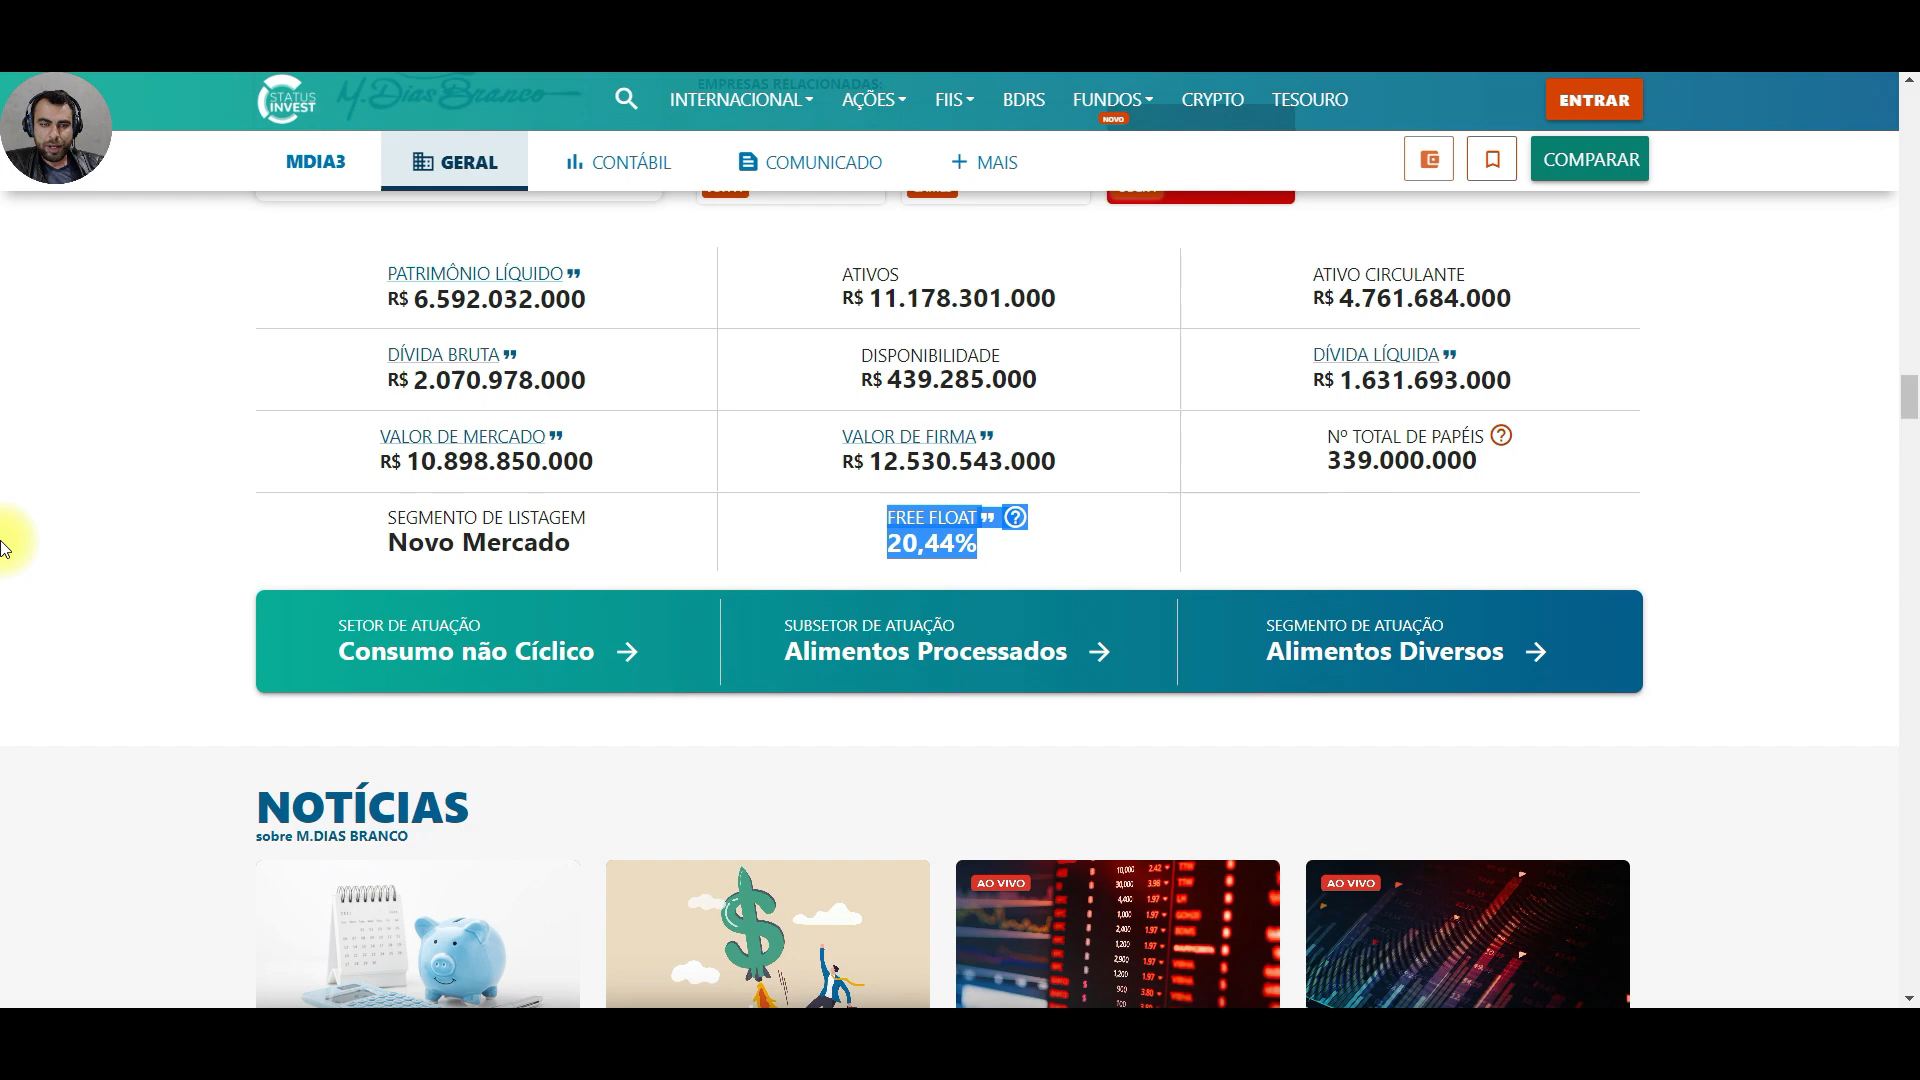 STATUS INVEST
M.Dias Branco
EMPRESAS RELACIONADAS:
INTERNACIONAL
AÇÕES
FIIS
BDRS
FUNDOS
NOVO
CRYPTO
TESOURO
ENTRAR
MDIA3
GERAL
CONTÁBIL
COMUNICADO
MAIS
COMPARAR
PATRIMÔNIO LÍQUIDO
R$ 6.592.032.000
ATIVOS
R$ 11.178.301.000
ATIVO CIRCULANTE
R$ 4.761.684.000
DÍVIDA BRUTA
R$ 2.070.978.000
DISPONIBILIDADE
R$ 439.285.000
DÍVIDA LÍQUIDA
R$ 1.631.693.000
VALOR DE MERCADO
R$ 10.898.850.000
VALOR DE FIRMA
R$ 12.530.543.000
Nº TOTAL DE PAPÉIS
339.000.000
SEGMENTO DE LISTAGEM
Novo Mercado
FREE FLOAT
20,44%
SETOR DE ATUAÇÃO
Consumo não Cíclico
SUBSETOR DE ATUAÇÃO
Alimentos Processados
SEGMENTO DE ATUAÇÃO
Alimentos Diversos
NOTÍCIAS
sobre M.DIAS BRANCO
AO VIVO
AO VIVO